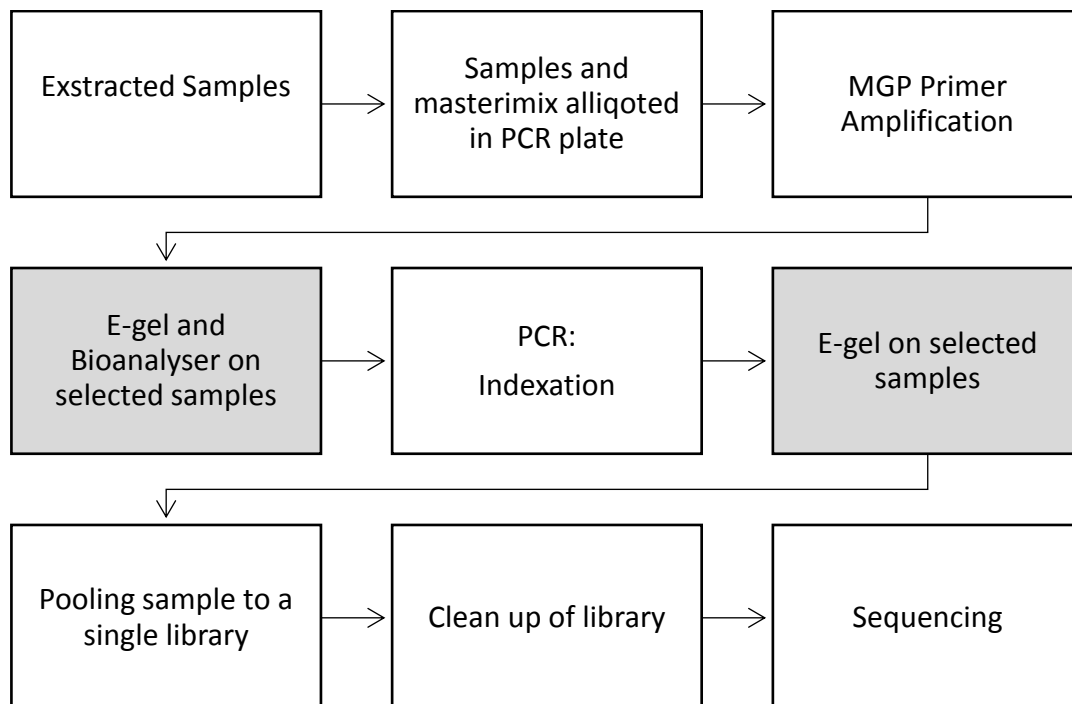 Exstracted Samples
Samples and
masterimix alliqoted
in PCR plate
MGP Primer
Amplification
E-gel and
Bioanalyser on
selected samples
PCR:
Indexation
E-gel on selected
samples
Pooling sample to a
single library
Clean up of library
Sequencing